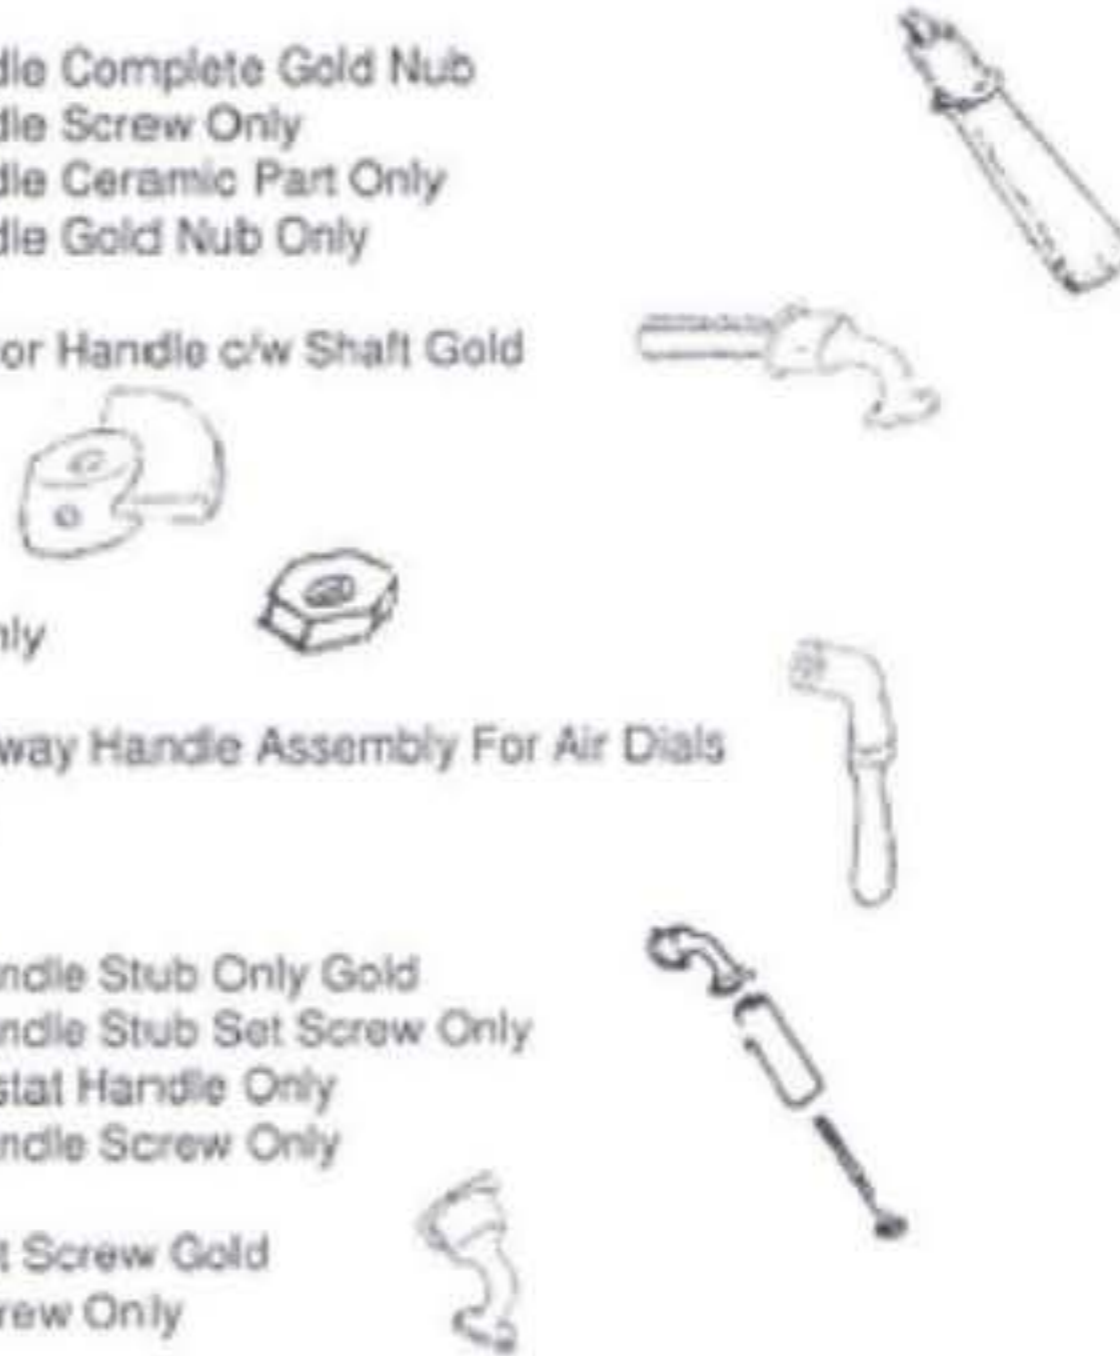 dle Complete Gold Nub
dle Screw Only
dle Ceramic Part Only
dle Gold Nub Only
or Handle c/w Shaft Gold
nly
way Handle Assembly For Air Dials
ndle Stub Only Gold
ndle Stub Set Screw Only
stat Handle Only
ndle Screw Only
t Screw Gold
rew Only